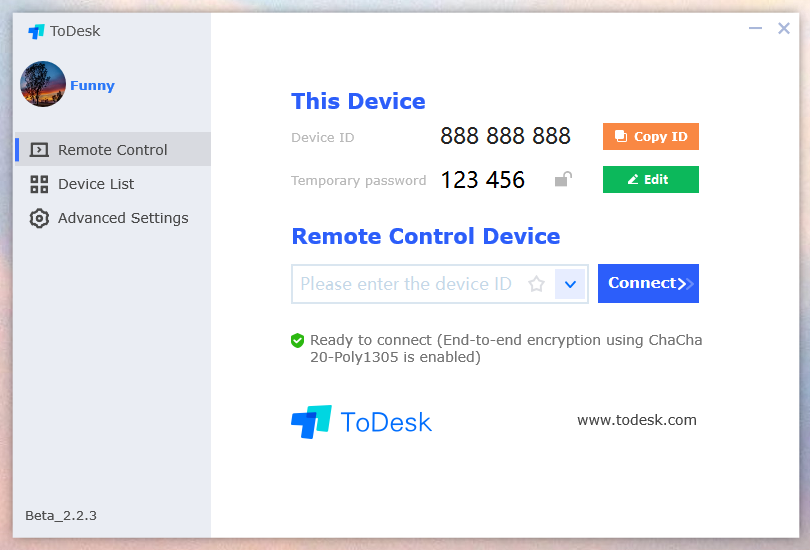 ToDesk
Funny
Remote Control
Device List
Advanced Settings
Beta_2.2.3
This Device
Device ID 888 888 888 Copy ID
Temporary password 123 456 Edit
Remote Control Device
Please enter the device ID Connect
Ready to connect (End-to-end encryption using ChaCha
20-Poly1305 is enabled)
ToDesk www.todesk.com